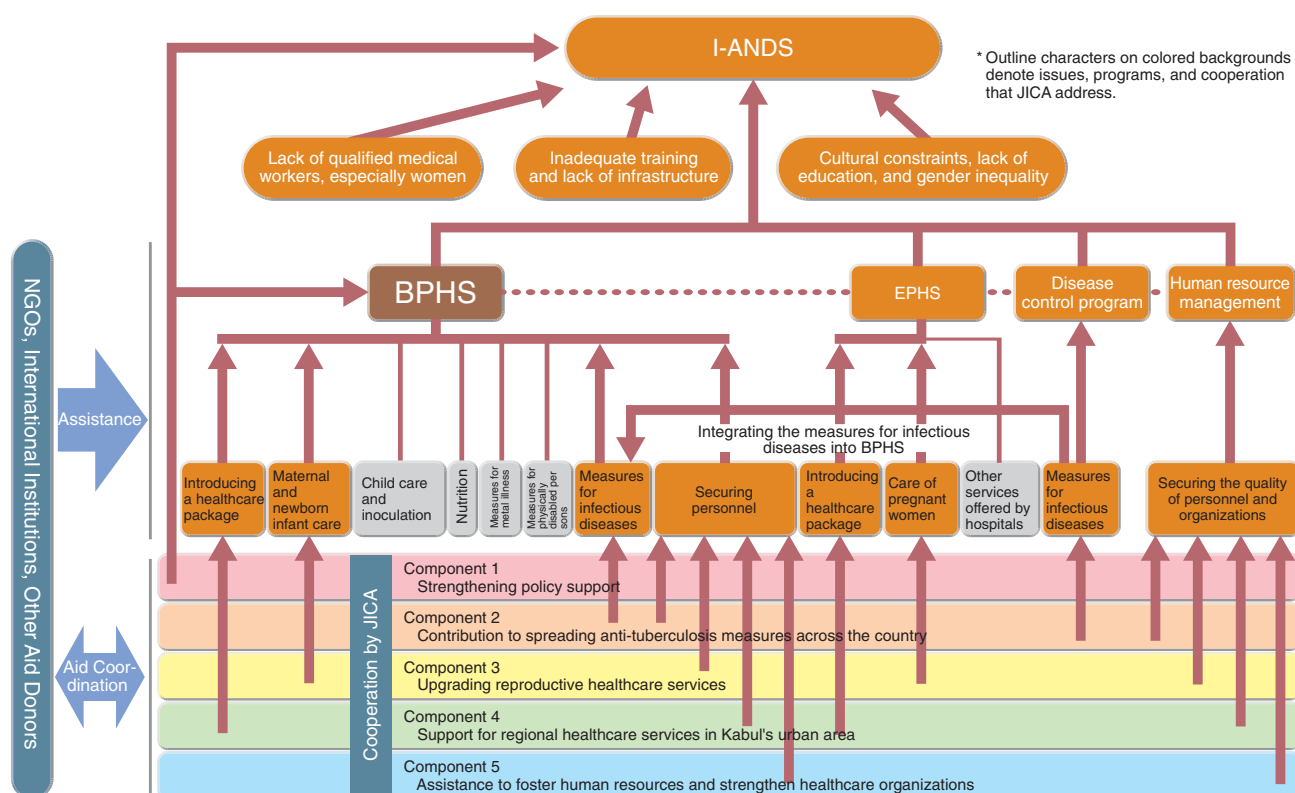 I-ANDS
* Outline characters on colored backgrounds
denote issues, programs, and cooperation
that JICA address.
Lack of qualified medical
workers, especially women
Inadequate training
and lack of infrastructure
Cultural constraints, lack of
education, and gender inequality
NGOs, International Institutions, Other Aid Donors
BPHS
EPHS
Disease
control program
Human resource
management
Assistance
Integrating the measures for infectious
diseases into BPHS
Introducing
a healthcare
package
Maternal
and
newborn
infant care
Child care
and
inoculation
Nutrition
Measures for
metal illness
Measures for
physically
disabled per
sons
Measures
for
infectious
diseases
Securing
personnel
Introducing
a
healthcare
package
Care of
pregnant
women
Other
services
offered by
hospitals
Measures
for
infectious
diseases
Securing the quality
of personnel and
organizations
Aid Coor-
dination
Cooperation by JICA
Component 1
Strengthening policy support
Component 2
Contribution to spreading anti-tuberculosis measures across the country
Component 3
Upgrading reproductive healthcare services
Component 4
Support for regional healthcare services in Kabul's urban area
Component 5
Assistance to foster human resources and strengthen healthcare organizations